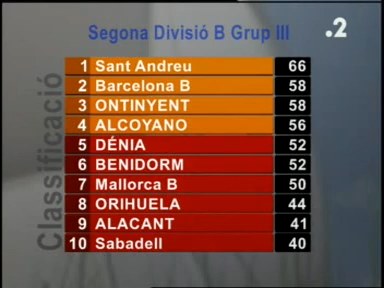 Segona Divisió B Grup III
.2
Classificació
1 Sant Andreu 66
2 Barcelona B 58
3 ONTINYENT 58
4 ALCOYANO 56
5 DÉNIA 52
6 BENIDORM 52
7 Mallorca B 50
8 ORIHUELA 44
9 ALACANT 41
10 Sabadell 40